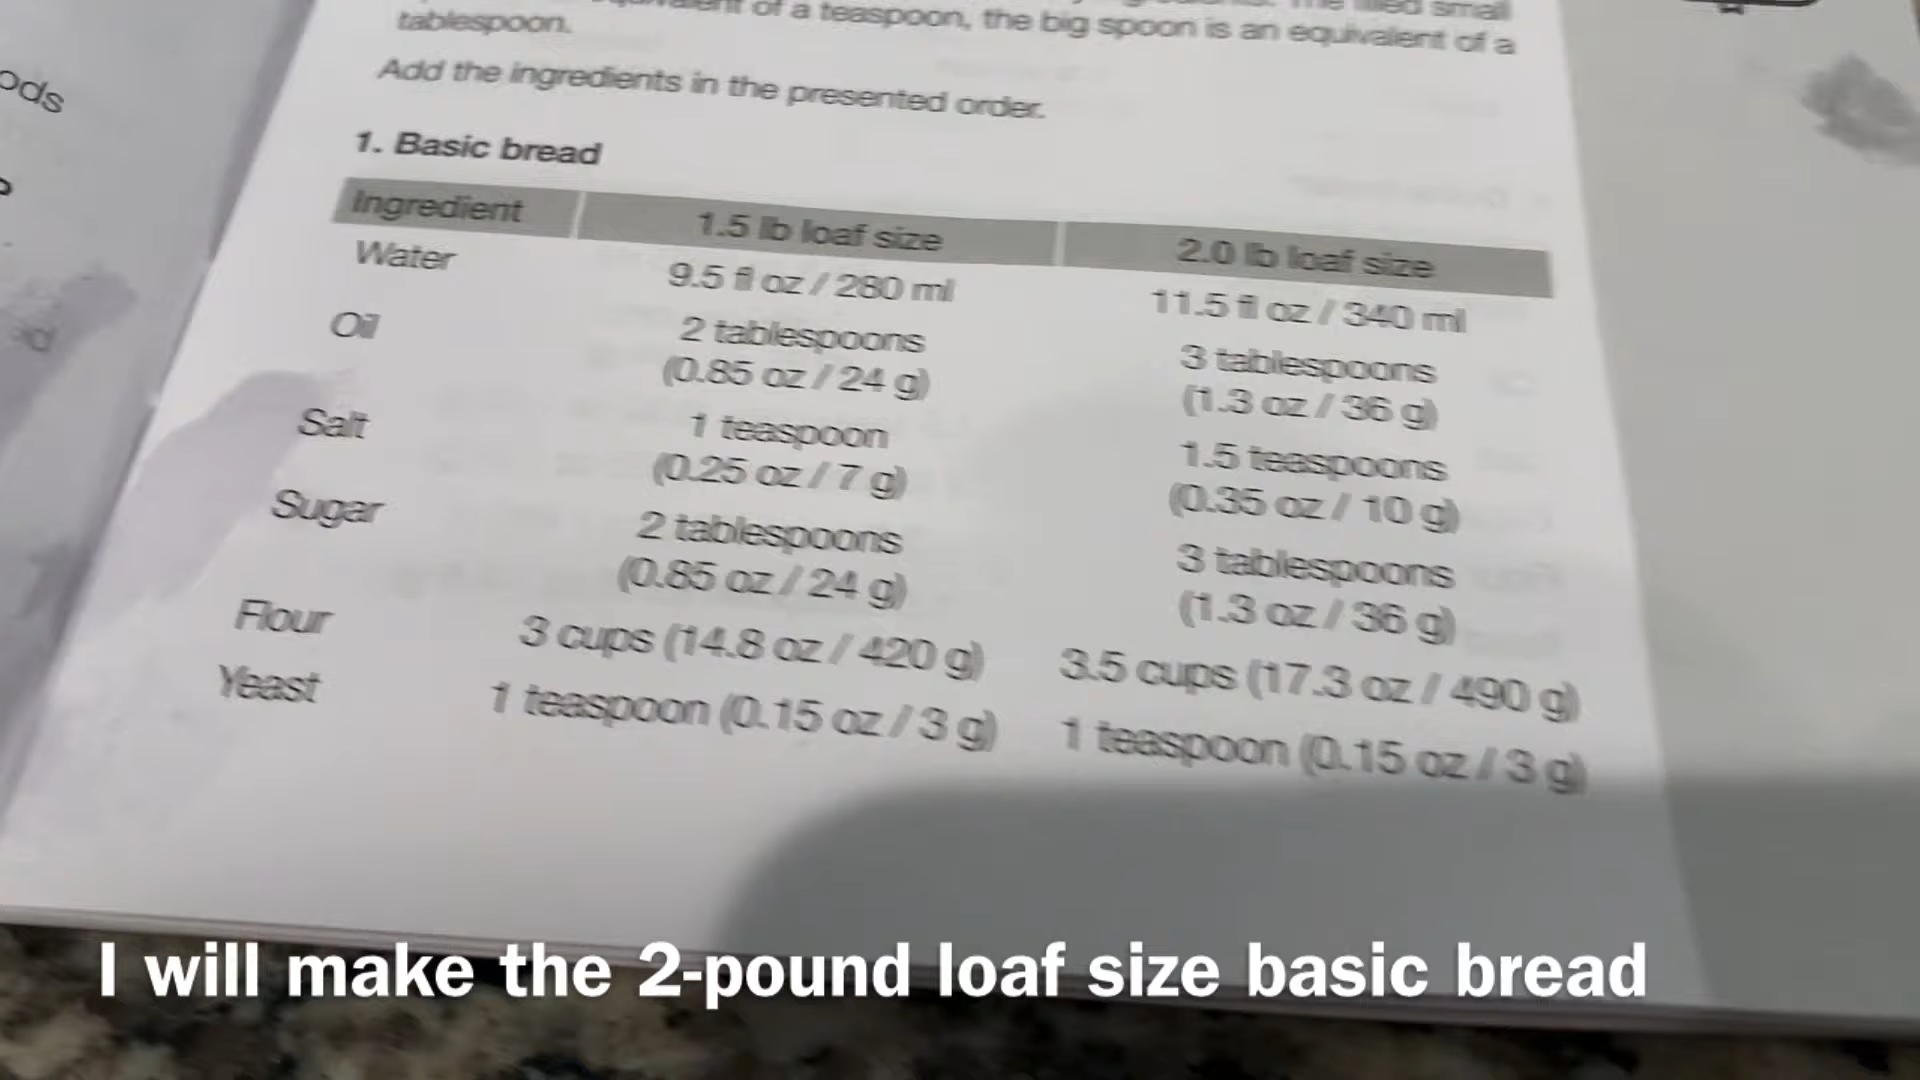 of a teaspoon, the big spoon is an equivalent of a
tablespoon.
Add the ingredients in the presented order.
1. Basic bread
Ingredient 1.5 lb loaf size 2.0 lb loaf size
Water 9.5 fl oz / 280 ml 11.5 fl oz / 340 ml
Oil 2 tablespoons 3 tablespoons
(0.85 oz / 24 g) (1.3 oz / 36 g)
Salt 1 teaspoon 1.5 teaspoons
(0.25 oz / 7 g) (0.35 oz / 10 g)
Sugar 2 tablespoons 3 tablespoons
(0.85 oz / 24 g) (1.3 oz / 36 g)
Flour 3 cups (14.8 oz / 420 g) 3.5 cups (17.3 oz / 490 g)
Yeast 1 teaspoon (0.15 oz / 3 g) 1 teaspoon (0.15 oz / 3 g)
I will make the 2-pound loaf size basic bread